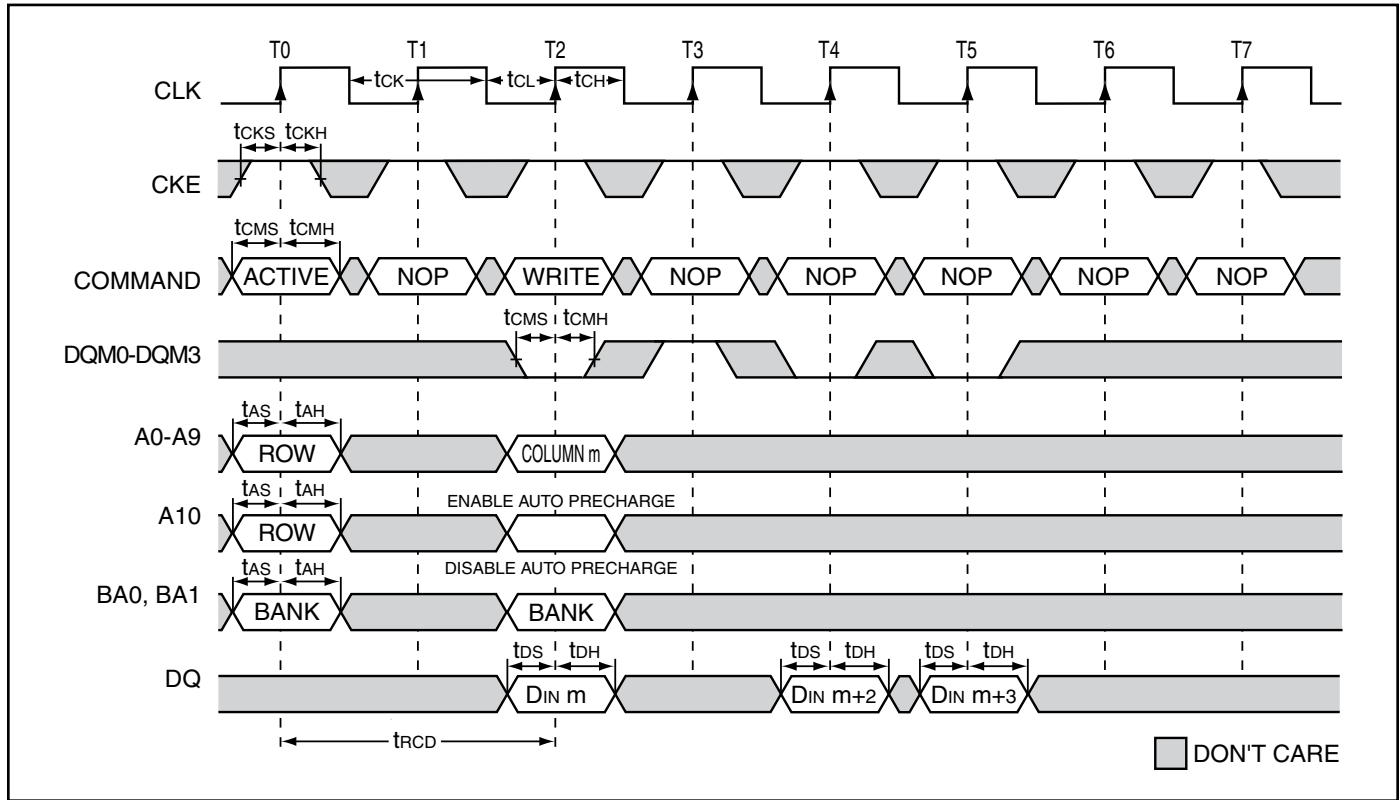 T0 T1 T2 T3 T4 T5 T6 T7
CLK tCK tCL tCH
tCKS tCKH
CKE
tCMS tCMH
COMMAND ACTIVE NOP WRITE NOP NOP NOP NOP NOP
tCMS tCMH
DQM0-DQM3
tAS tAH
A0-A9 ROW COLUMN m
tAS tAH ENABLE AUTO PRECHARGE
A10 ROW
tAS tAH DISABLE AUTO PRECHARGE
BA0, BA1 BANK BANK
tDS tDH tDS tDH tDS tDH
DQ DIN m DIN m+2 DIN m+3
tRCD
DON'T CARE